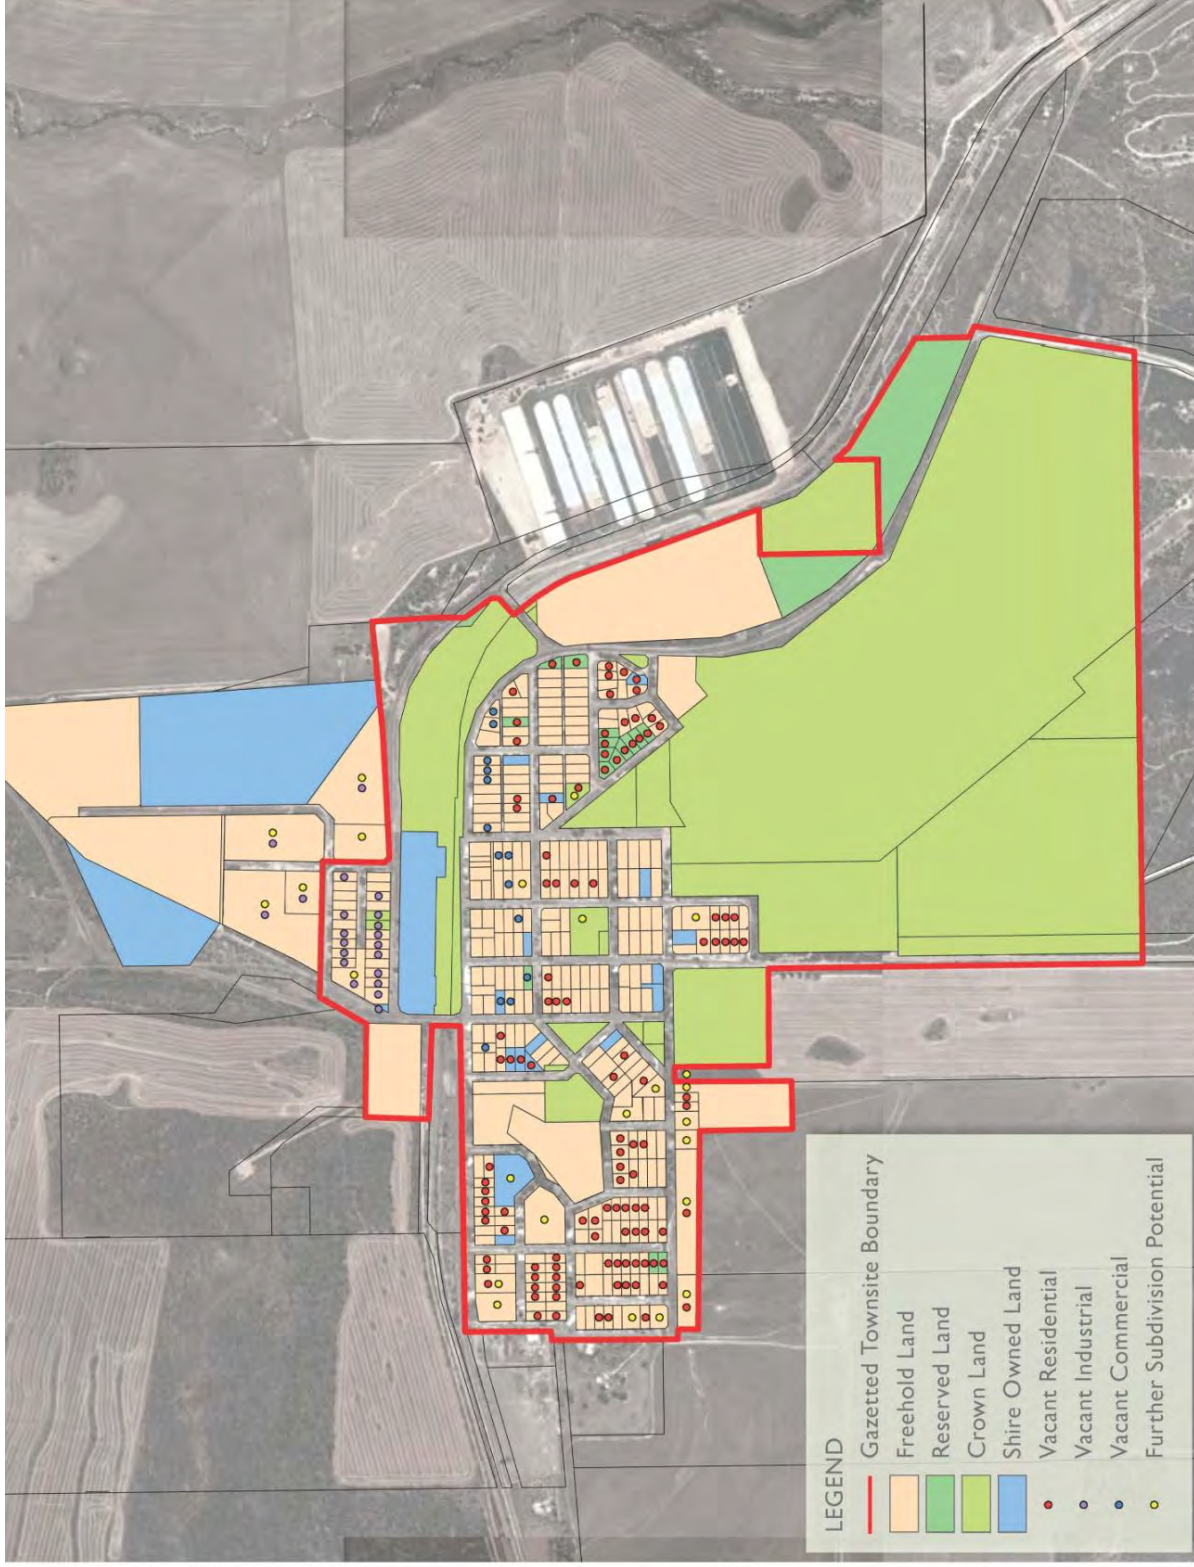 LEGEND
Gazetted Townsite Boundary
Freehold Land
Reserved Land
Crown Land
Shire Owned Land
Vacant Residential
Vacant Industrial
Vacant Commercial
Further Subdivision Potential